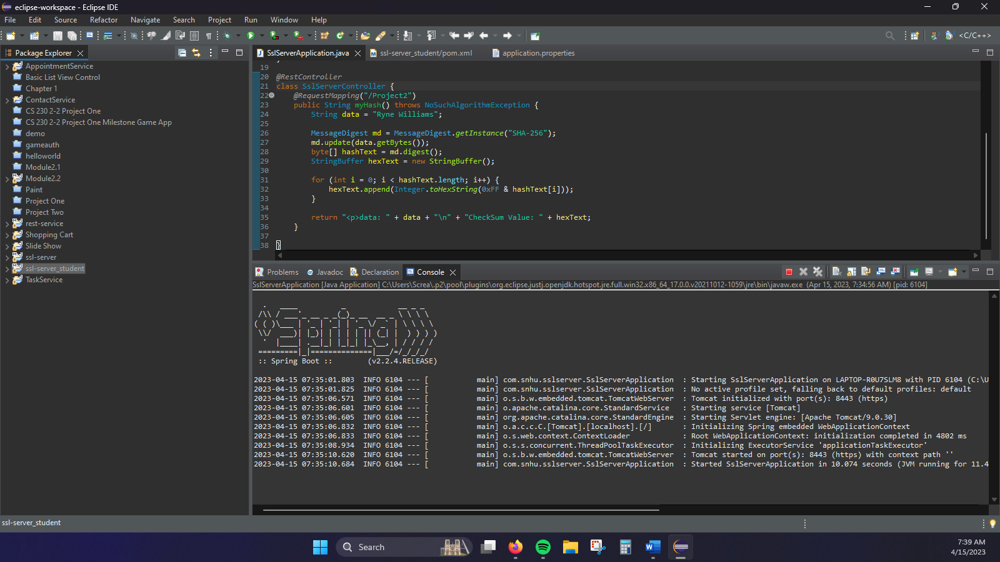 eclipse-workspace - Eclipse IDE
File Edit Source Refactor Navigate Search Project Run Window Help
<C/C++>
Package Explorer
AppointmentService
Basic List View Control
Chapter 1
ContactService
CS 230 2-2 Project One
CS 230 2-2 Project One Milestone Game App
demo
gameauth
helloworld
Module2.1
Module2.2
Paint
Project One
Project Two
rest-service
Shopping Cart
Slide Show
ssl-server
ssl-server_student
TaskService
SslServerApplication.java ssl-server_student/pom.xml application.properties
19
20 @RestController
21 class SslServerController {
22 @RequestMapping("/Project2")
23 public String myHash() throws NoSuchAlgorithmException {
24 String data = "Ryne Williams";
25
26 MessageDigest md = MessageDigest.getInstance("SHA-256");
27 md.update(data.getBytes());
28 byte[] hashText = md.digest();
29 StringBuffer hexText = new StringBuffer();
30
31 for (int i = 0; i < hashText.length; i++) {
32 hexText.append(Integer.toHexString(0xFF & hashText[i]));
33 }
34
35 return "<p>data: " + data + "\n" + "CheckSum Value: " + hexText;
36 }
37
38 }
Problems Javadoc Declaration Console
SslServerApplication [Java Application] C:\Users\Screa\.p2\pool\plugins\org.eclipse.justj.openjdk.hotspot.jre.full.win32.x86_64_17.0.0.v20211012-1059\jre\bin\javaw.exe (Apr 15, 2023, 7:34:56 AM) [pid: 6104]
  .   ____          _            __ _ _
 /\\ / ___'_ __ _ _(_)_ __  __ _ \ \ \ \
( ( )\___ | '_ | '_| | '_ \/ _` | \ \ \ \
 \\/  ___)| |_)| | | | | || (_| |  ) ) ) )
  '  |____| .__|_| |_|_| |_\__, | / / / /
 =========|_|==============|___/=/_/_/_/
 :: Spring Boot ::        (v2.2.4.RELEASE)
2023-04-15 07:35:01.803 INFO 6104 --- [ main] com.snhu.sslserver.SslServerApplication : Starting SslServerApplication on LAPTOP-R0U7SLM8 with PID 6104 (C:\U
2023-04-15 07:35:01.825 INFO 6104 --- [ main] com.snhu.sslserver.SslServerApplication : No active profile set, falling back to default profiles: default
2023-04-15 07:35:06.571 INFO 6104 --- [ main] o.s.b.w.embedded.tomcat.TomcatWebServer : Tomcat initialized with port(s): 8443 (https)
2023-04-15 07:35:06.601 INFO 6104 --- [ main] o.apache.catalina.core.StandardService : Starting service [Tomcat]
2023-04-15 07:35:06.605 INFO 6104 --- [ main] org.apache.catalina.core.StandardEngine : Starting Servlet engine: [Apache Tomcat/9.0.30]
2023-04-15 07:35:06.832 INFO 6104 --- [ main] o.a.c.c.C.[Tomcat].[localhost].[/] : Initializing Spring embedded WebApplicationContext
2023-04-15 07:35:06.833 INFO 6104 --- [ main] o.s.web.context.ContextLoader : Root WebApplicationContext: initialization completed in 4802 ms
2023-04-15 07:35:08.934 INFO 6104 --- [ main] o.s.s.concurrent.ThreadPoolTaskExecutor : Initializing ExecutorService 'applicationTaskExecutor'
2023-04-15 07:35:10.620 INFO 6104 --- [ main] o.s.b.w.embedded.tomcat.TomcatWebServer : Tomcat started on port(s): 8443 (https) with context path ''
2023-04-15 07:35:10.684 INFO 6104 --- [ main] com.snhu.sslserver.SslServerApplication : Started SslServerApplication in 10.074 seconds (JVM running for 11.4
ssl-server_student
Search
7:39 AM
4/15/2023